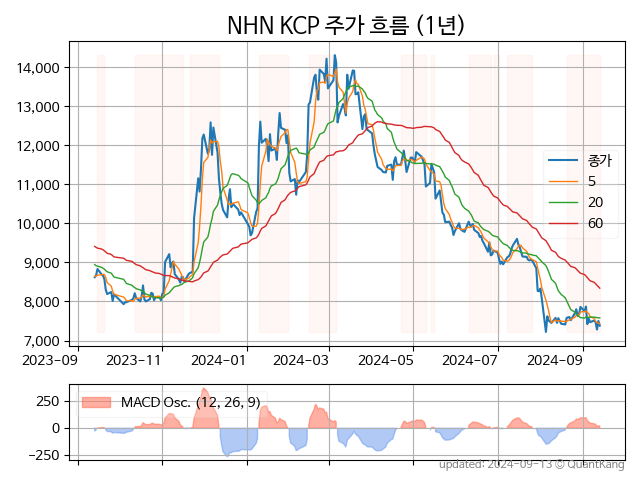 NHN KCP 주가 흐름 (1년)
14,000
13,000
12,000
11,000
10,000
9,000
8,000
7,000
종가
5
20
60
2023-09 2023-11 2024-01 2024-03 2024-05 2024-07 2024-09
250
0
−250
MACD Osc. (12, 26, 9)
updated: 2024-09-13 © QuantKang